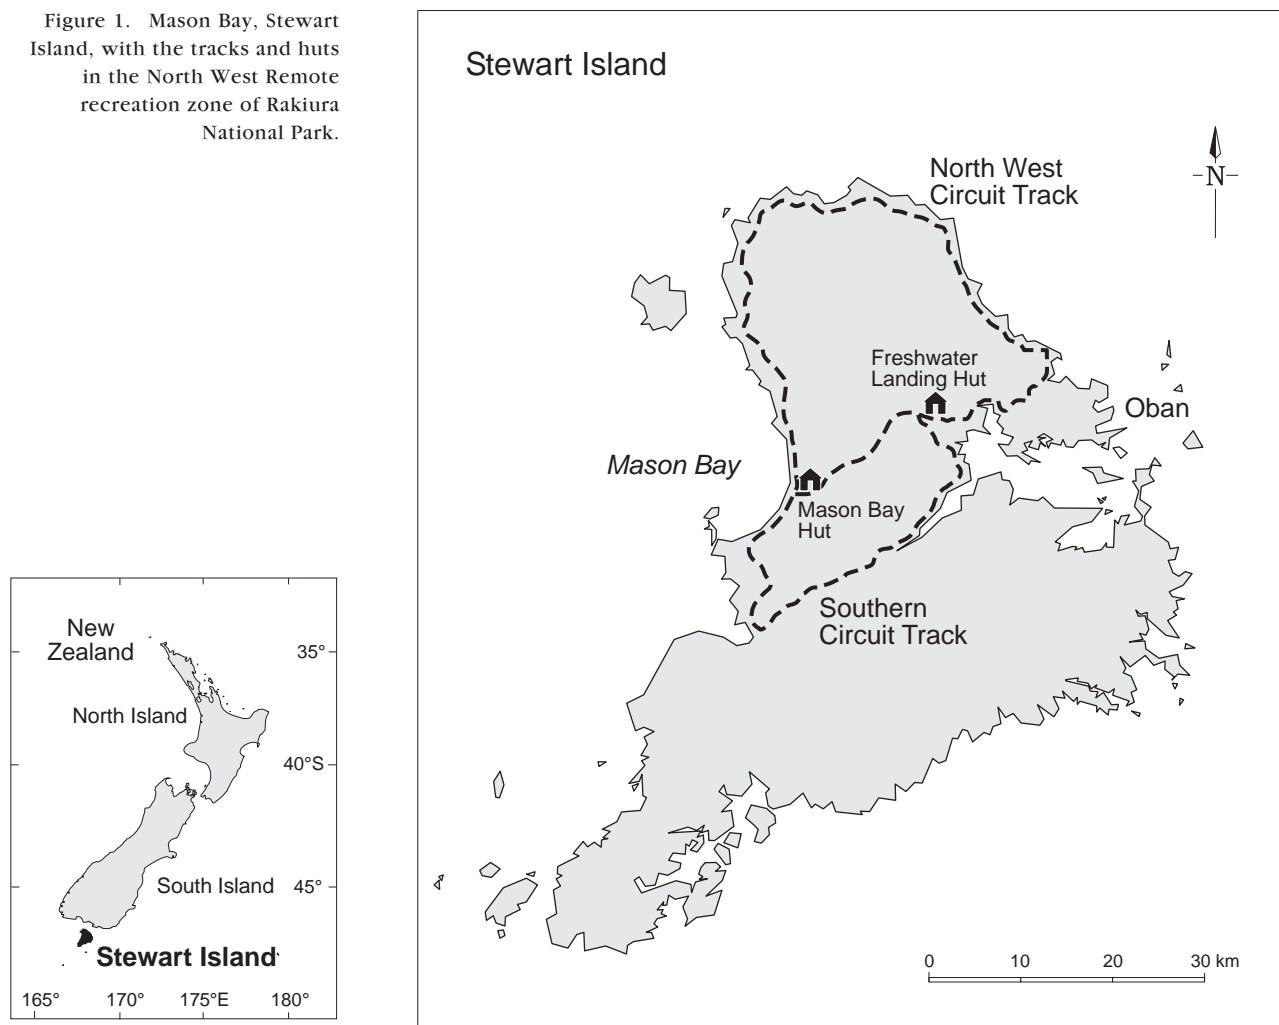 Figure 1. Mason Bay, Stewart
Island, with the tracks and huts
in the North West Remote
recreation zone of Rakiura
National Park.
Stewart Island
North West
Circuit Track
N
Freshwater
Landing Hut
Oban
Mason Bay
Mason Bay
Hut
Southern
Circuit Track
0 10 20 30 km
New
Zealand
35°
North Island
40°S
South Island
45°
Stewart Island
165° 170° 175°E 180°